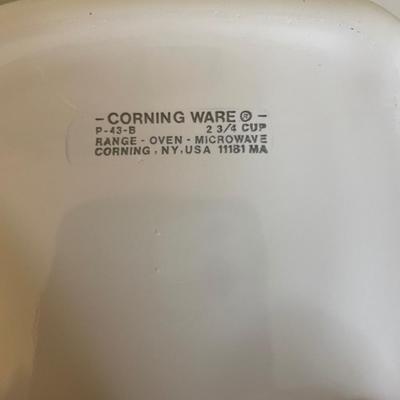 - CORNING WARE ® -
P-43-B 2 3/4 CUP
RANGE - OVEN - MICROWAVE
CORNING, NY. USA 11181 MA